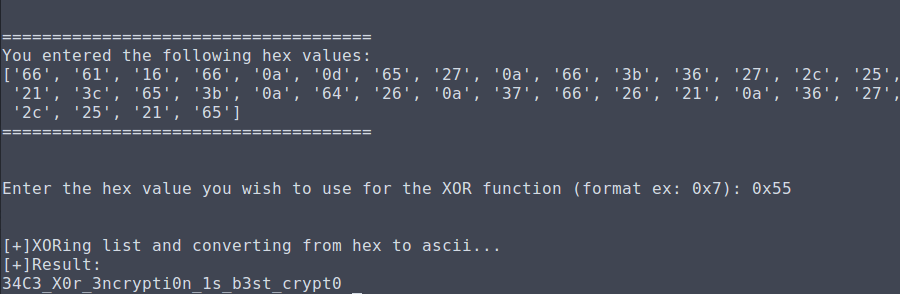 =====================================
You entered the following hex values:
['66', '61', '16', '66', '0a', '0d', '65', '27', '0a', '66', '3b', '36', '27', '2c', '25',
'21', '3c', '65', '3b', '0a', '64', '26', '0a', '37', '66', '26', '21', '0a', '36', '27',
'2c', '25', '21', '65']
=====================================
Enter the hex value you wish to use for the XOR function (format ex: 0x7): 0x55
[+]XORing list and converting from hex to ascii...
[+]Result:
34C3_X0r_3ncrypti0n_1s_b3st_crypt0